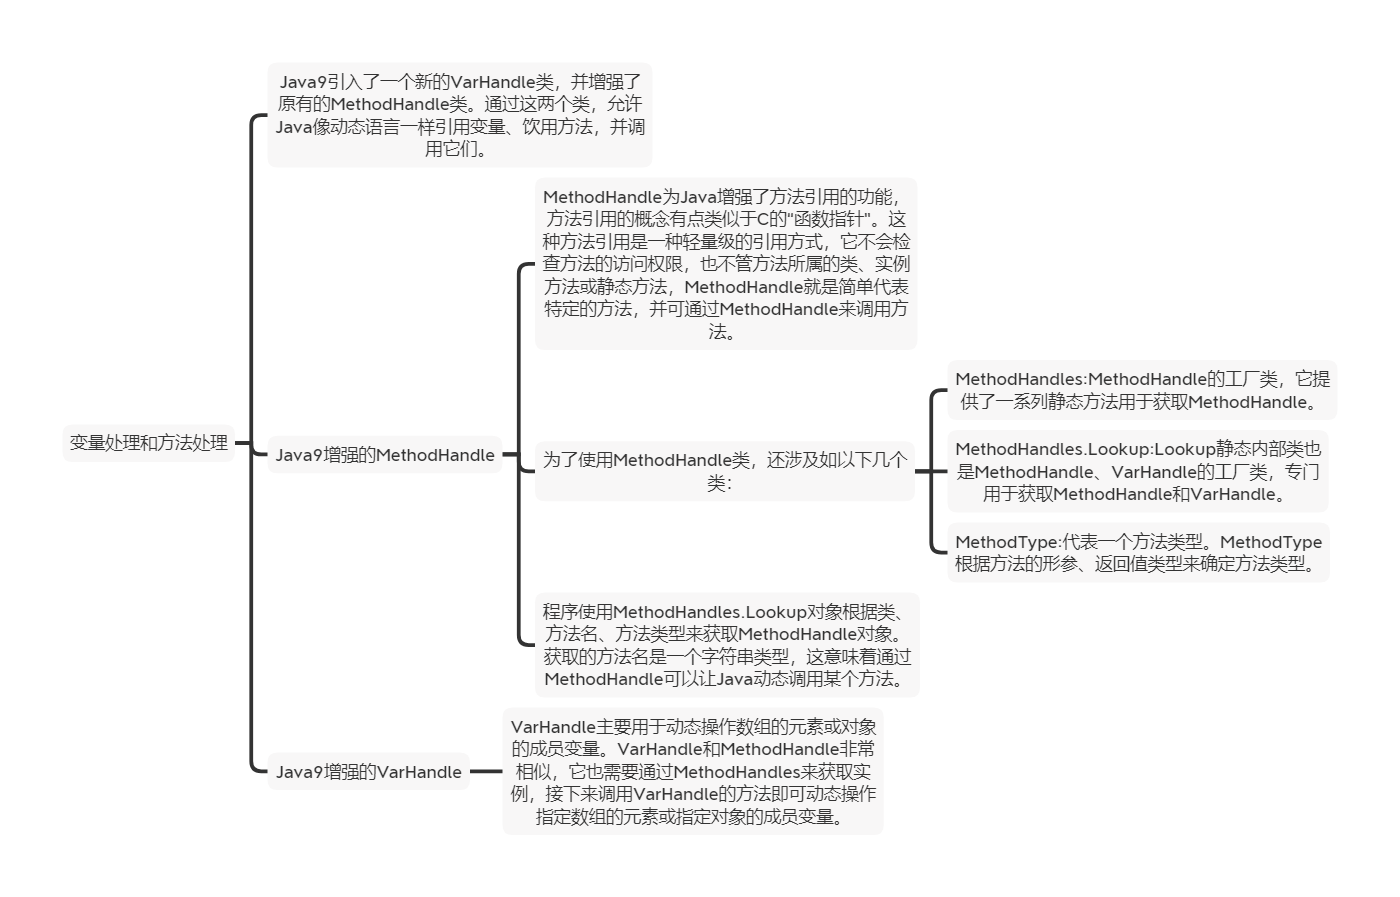 变量处理和方法处理
Java9引入了一个新的VarHandle类，并增强了
原有的MethodHandle类。通过这两个类，允许
Java像动态语言一样引用变量、饮用方法，并调
用它们。
Java9增强的MethodHandle
MethodHandle为Java增强了方法引用的功能，
方法引用的概念有点类似于C的"函数指针"。这
种方法引用是一种轻量级的引用方式，它不会检
查方法的访问权限，也不管方法所属的类、实例
方法或静态方法，MethodHandle就是简单代表
特定的方法，并可通过MethodHandle来调用方
法。
为了使用MethodHandle类，还涉及如以下几个
类：
MethodHandles:MethodHandle的工厂类，它提
供了一系列静态方法用于获取MethodHandle。
MethodHandles.Lookup:Lookup静态内部类也
是MethodHandle、VarHandle的工厂类，专门
用于获取MethodHandle和VarHandle。
MethodType:代表一个方法类型。MethodType
根据方法的形参、返回值类型来确定方法类型。
程序使用MethodHandles.Lookup对象根据类、
方法名、方法类型来获取MethodHandle对象。
获取的方法名是一个字符串类型，这意味着通过
MethodHandle可以让Java动态调用某个方法。
Java9增强的VarHandle
VarHandle主要用于动态操作数组的元素或对象
的成员变量。VarHandle和MethodHandle非常
相似，它也需要通过MethodHandles来获取实
例，接下来调用VarHandle的方法即可动态操作
指定数组的元素或指定对象的成员变量。